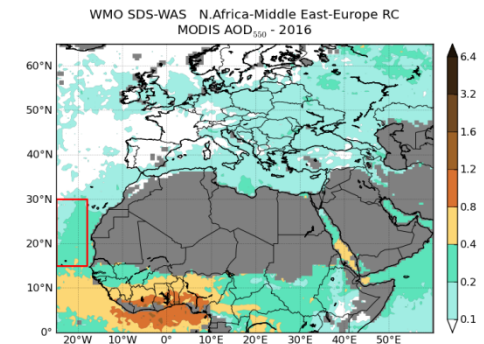 WMO SDS-WAS N.Africa-Middle East-Europe RC
MODIS AOD₅₅₀ - 2016
60°N
50°N
40°N
30°N
20°N
10°N
0°
20°W
10°W
0°
10°E
20°E
30°E
40°E
50°E
6.4
3.2
1.6
1.2
0.8
0.4
0.2
0.1